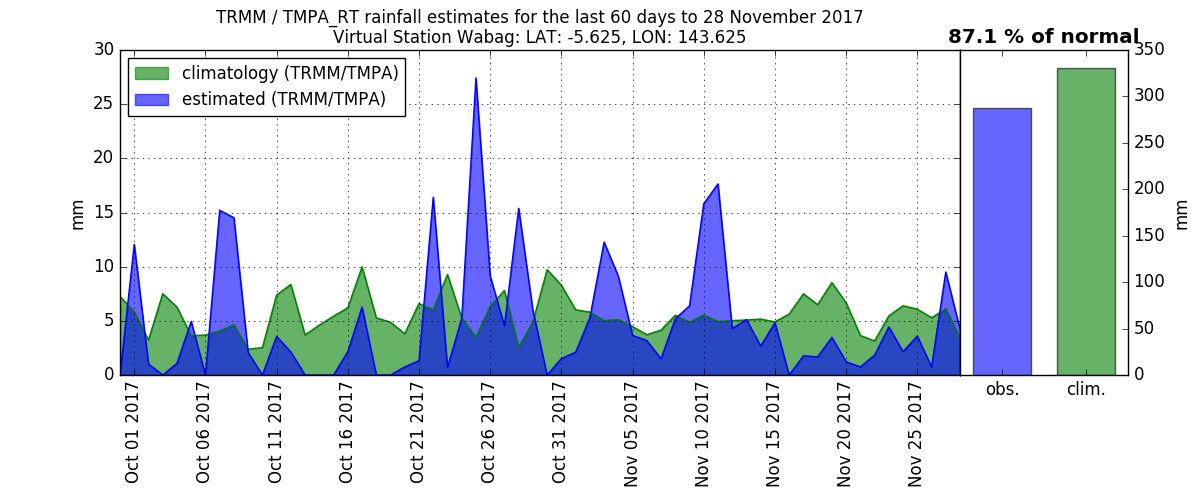 TRMM / TMPA_RT rainfall estimates for the last 60 days to 28 November 2017
Virtual Station Wabag: LAT: -5.625, LON: 143.625
87.1 % of normal
climatology (TRMM/TMPA)
estimated (TRMM/TMPA)
30
25
20
15
10
5
0
mm
350
300
250
200
150
100
50
0
mm
Oct 01 2017
Oct 06 2017
Oct 11 2017
Oct 16 2017
Oct 21 2017
Oct 26 2017
Oct 31 2017
Nov 05 2017
Nov 10 2017
Nov 15 2017
Nov 20 2017
Nov 25 2017
obs.
clim.